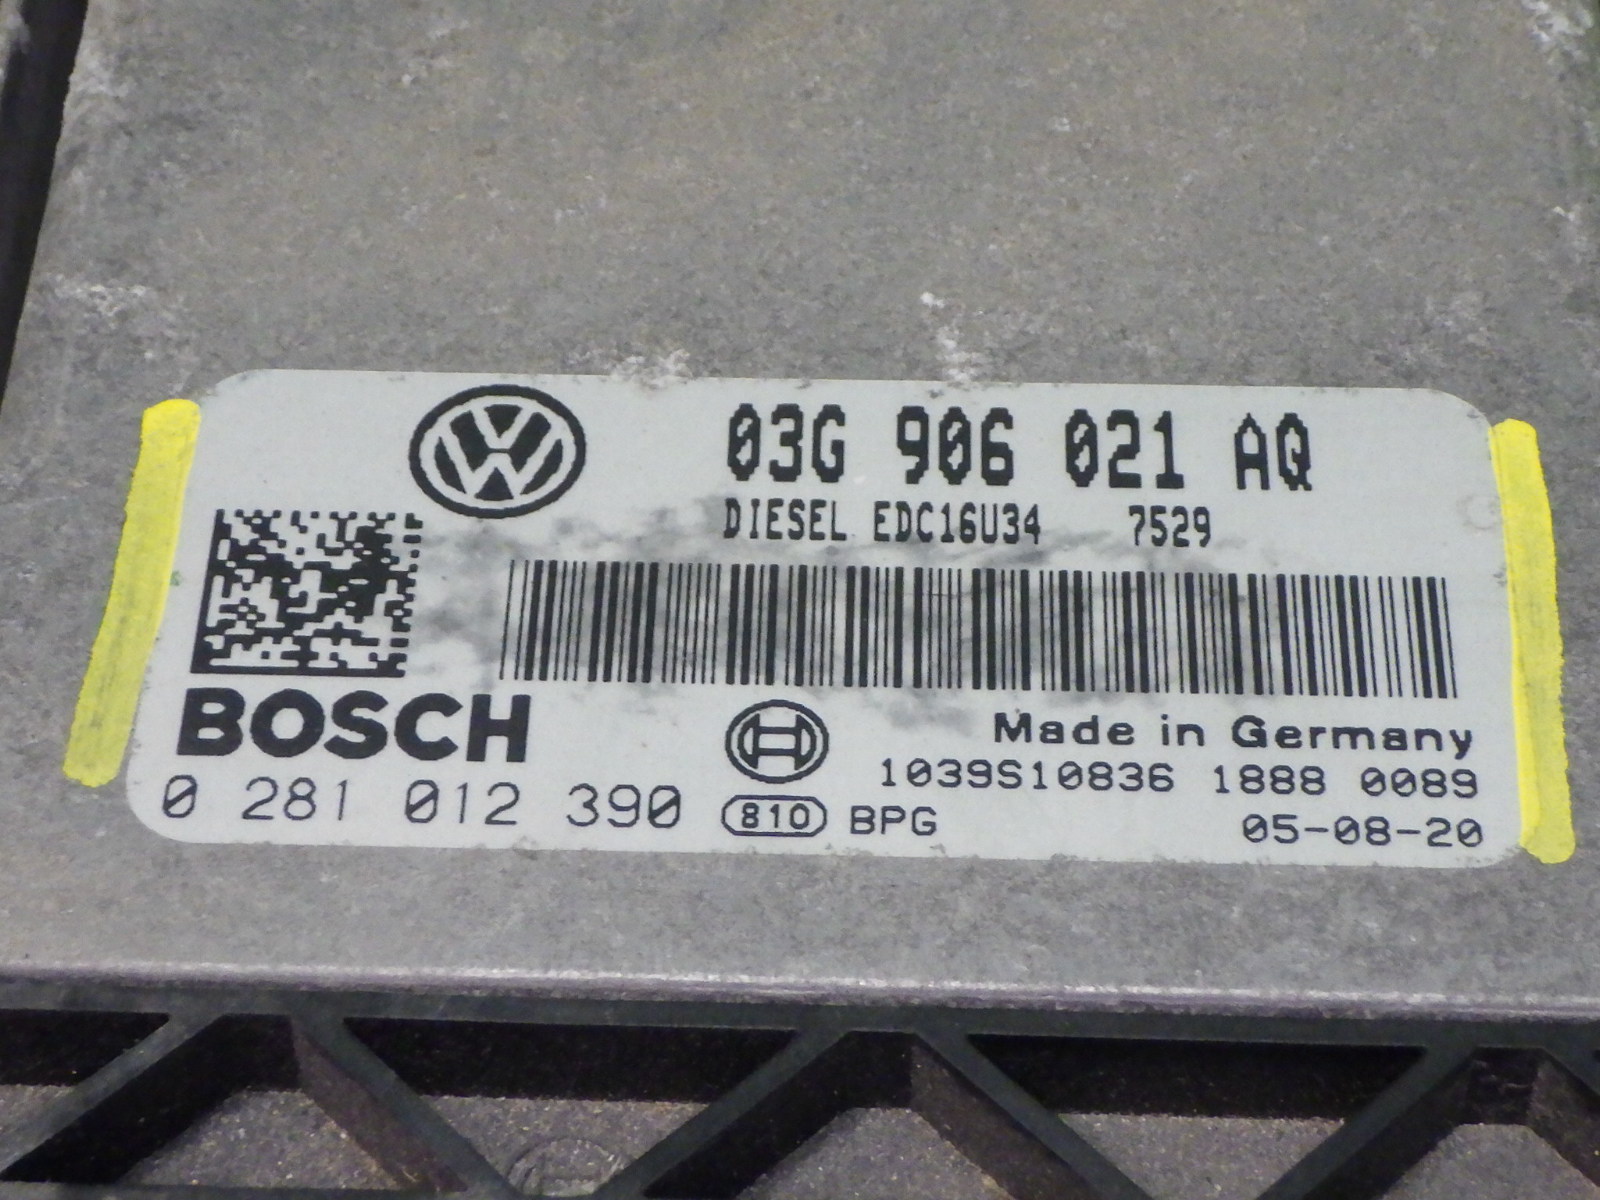 03G 906 021 AQ
DIESEL EDC16U34 7529
BOSCH
Made in Germany
1039S10836 1888 0089
0 281 012 390
810 BPG
05-08-20